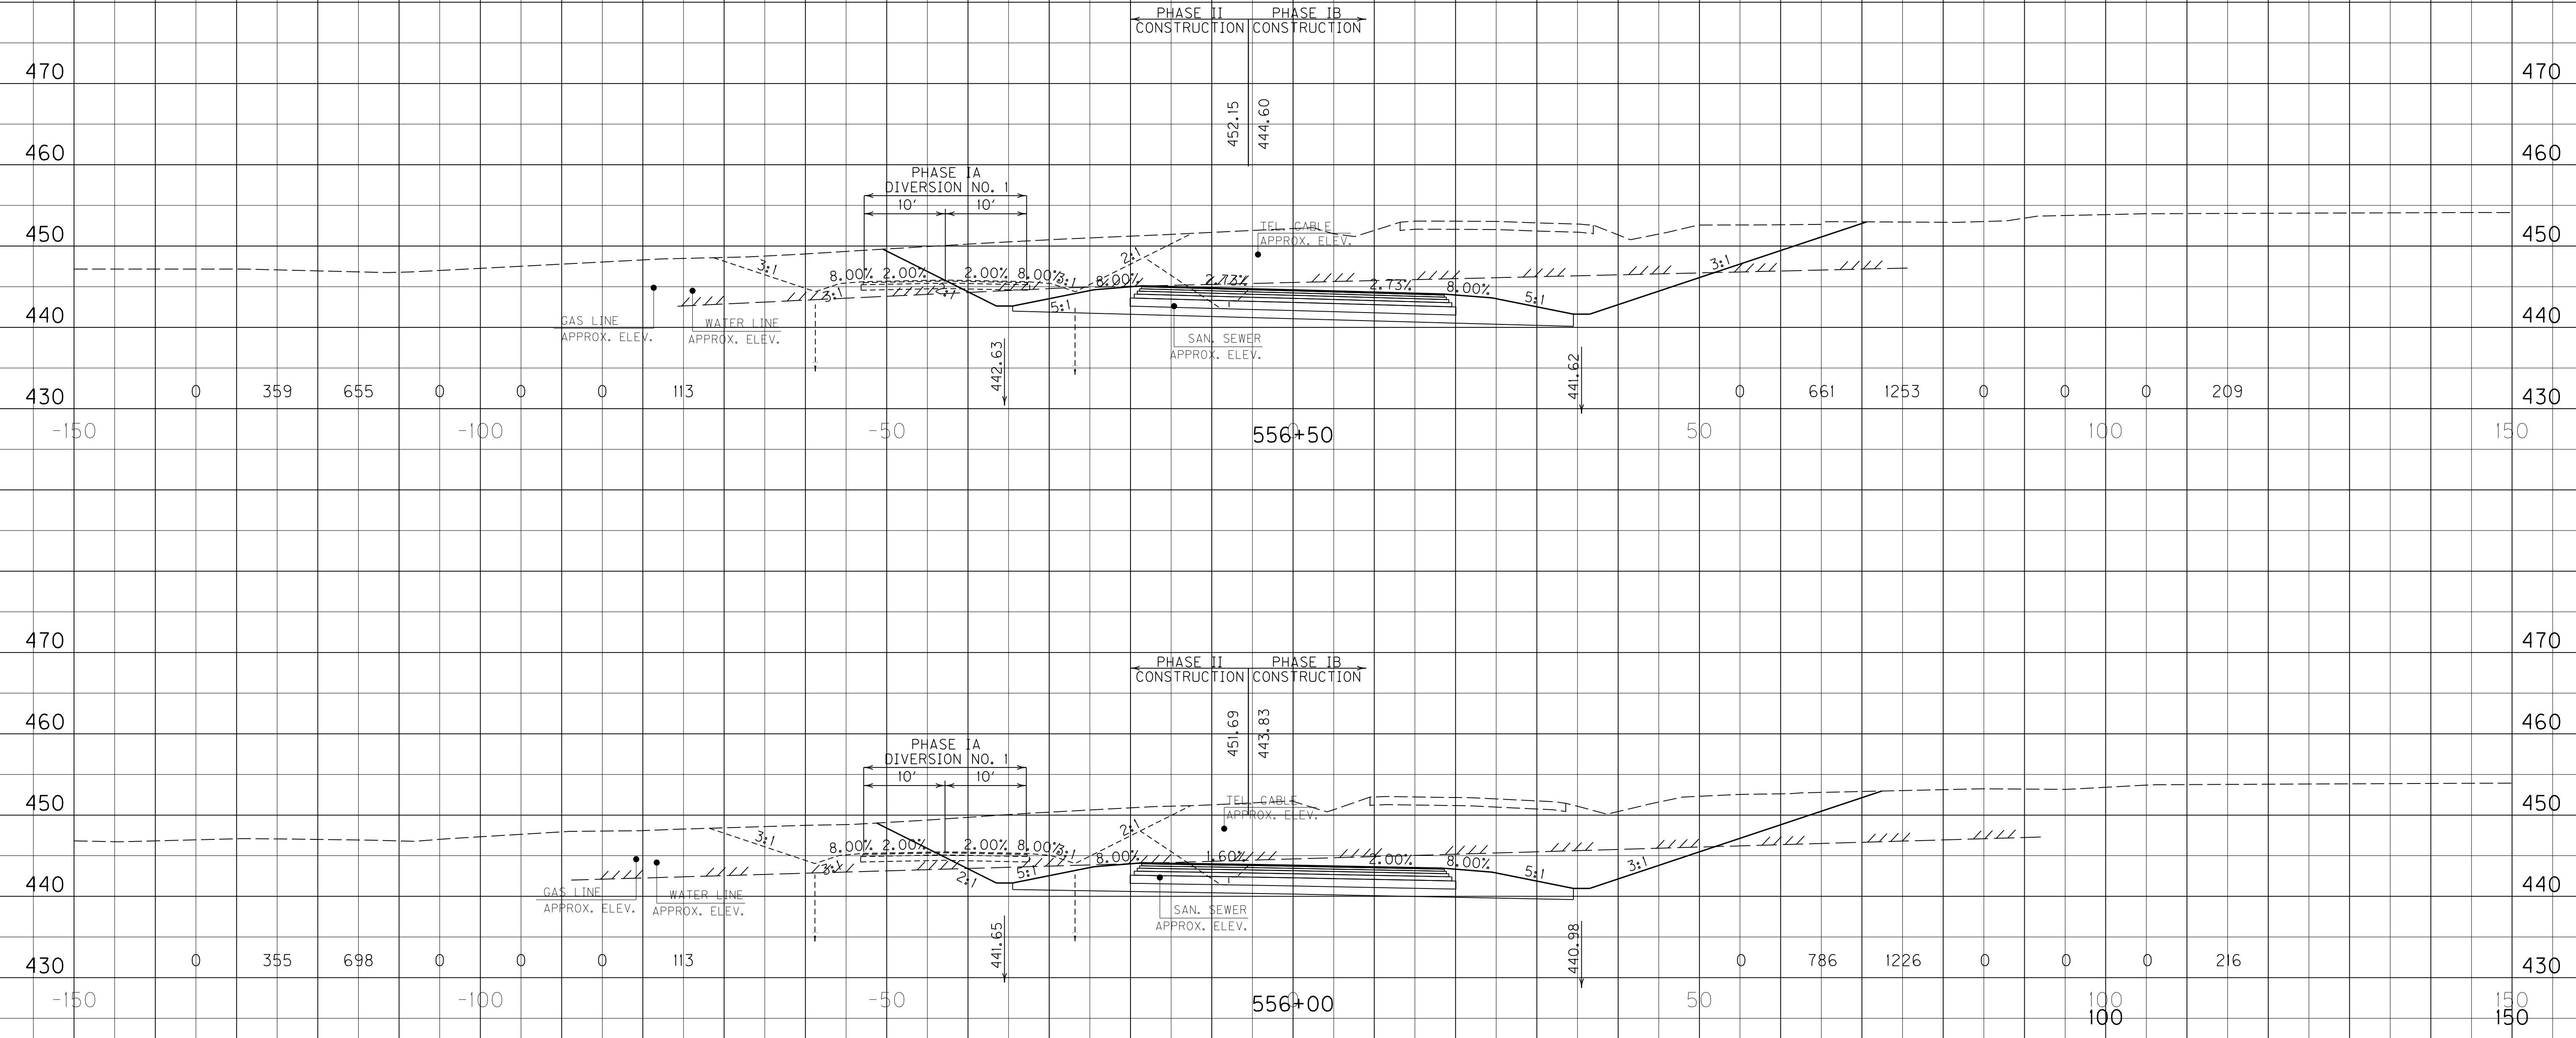 PHASE II PHASE IB
CONSTRUCTION CONSTRUCTION
470 470
452.15 444.60
460 460
PHASE IA
DIVERSION NO. 1
10' 10'
TEL. CABLE
APPROX. ELEV.
450 450
3:1 8.00% 2.00% 2.00% 8.00% 3:1 8.00% 2:1 2.73% 2.73% 8.00% 5:1 3:1
3:1 2:1 5:1
GAS LINE
APPROX. ELEV.
WATER LINE
APPROX. ELEV.
SAN. SEWER
APPROX. ELEV.
440 440
442.63 441.62
0 359 655 0 0 0 113 0 661 1253 0 0 0 209
430 430
-150 -100 -50 0 50 100 150
556+50
470 470
PHASE II PHASE IB
CONSTRUCTION CONSTRUCTION
451.69 443.83
460 460
PHASE IA
DIVERSION NO. 1
10' 10'
TEL. CABLE
APPROX. ELEV.
450 450
3:1 8.00% 2.00% 2.00% 8.00% 3:1 8.00% 2:1 1.60% 2.00% 8.00% 5:1 3:1
3:1 2:1 5:1
GAS LINE
APPROX. ELEV.
WATER LINE
APPROX. ELEV.
SAN. SEWER
APPROX. ELEV.
440 440
441.65 440.98
0 355 698 0 0 0 113 0 786 1226 0 0 0 216
430 430
-150 -100 -50 0 50 100 150
556+00
100 150